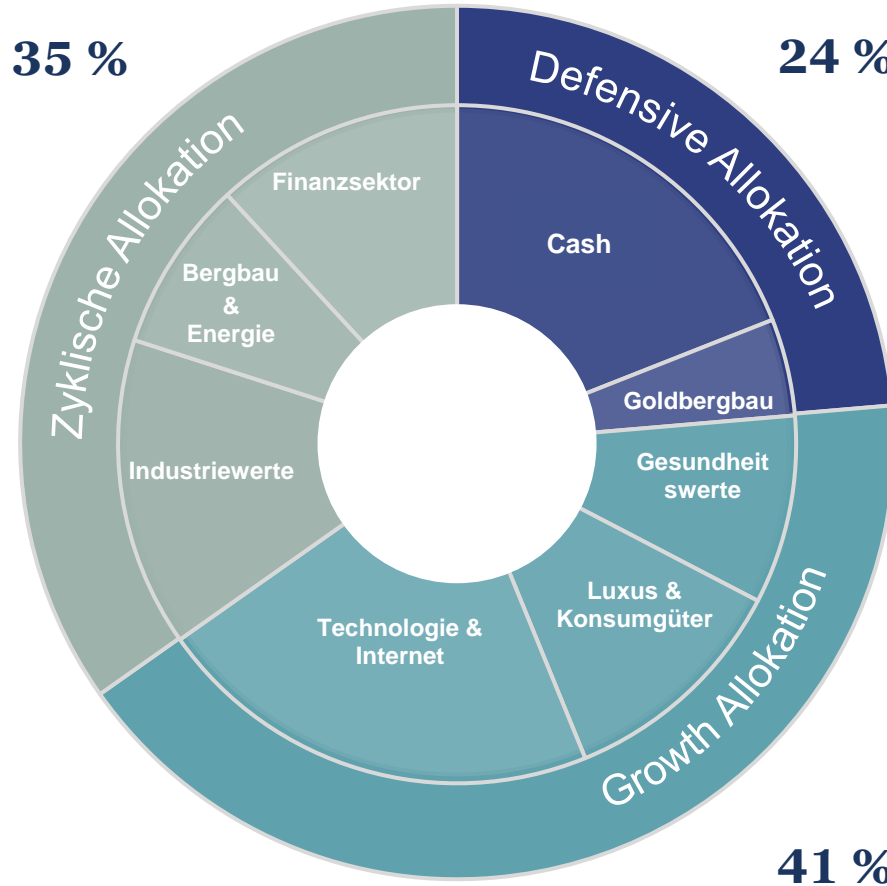 35 %
24 %
Zyklische Allokation
Defensive Allokation
Finanzsektor
Cash
Bergbau
&
Energie
Goldbergbau
Industriewerte
Gesundheit
swerte
Luxus &
Konsumgüter
Technologie &
Internet
Growth Allokation
41 %